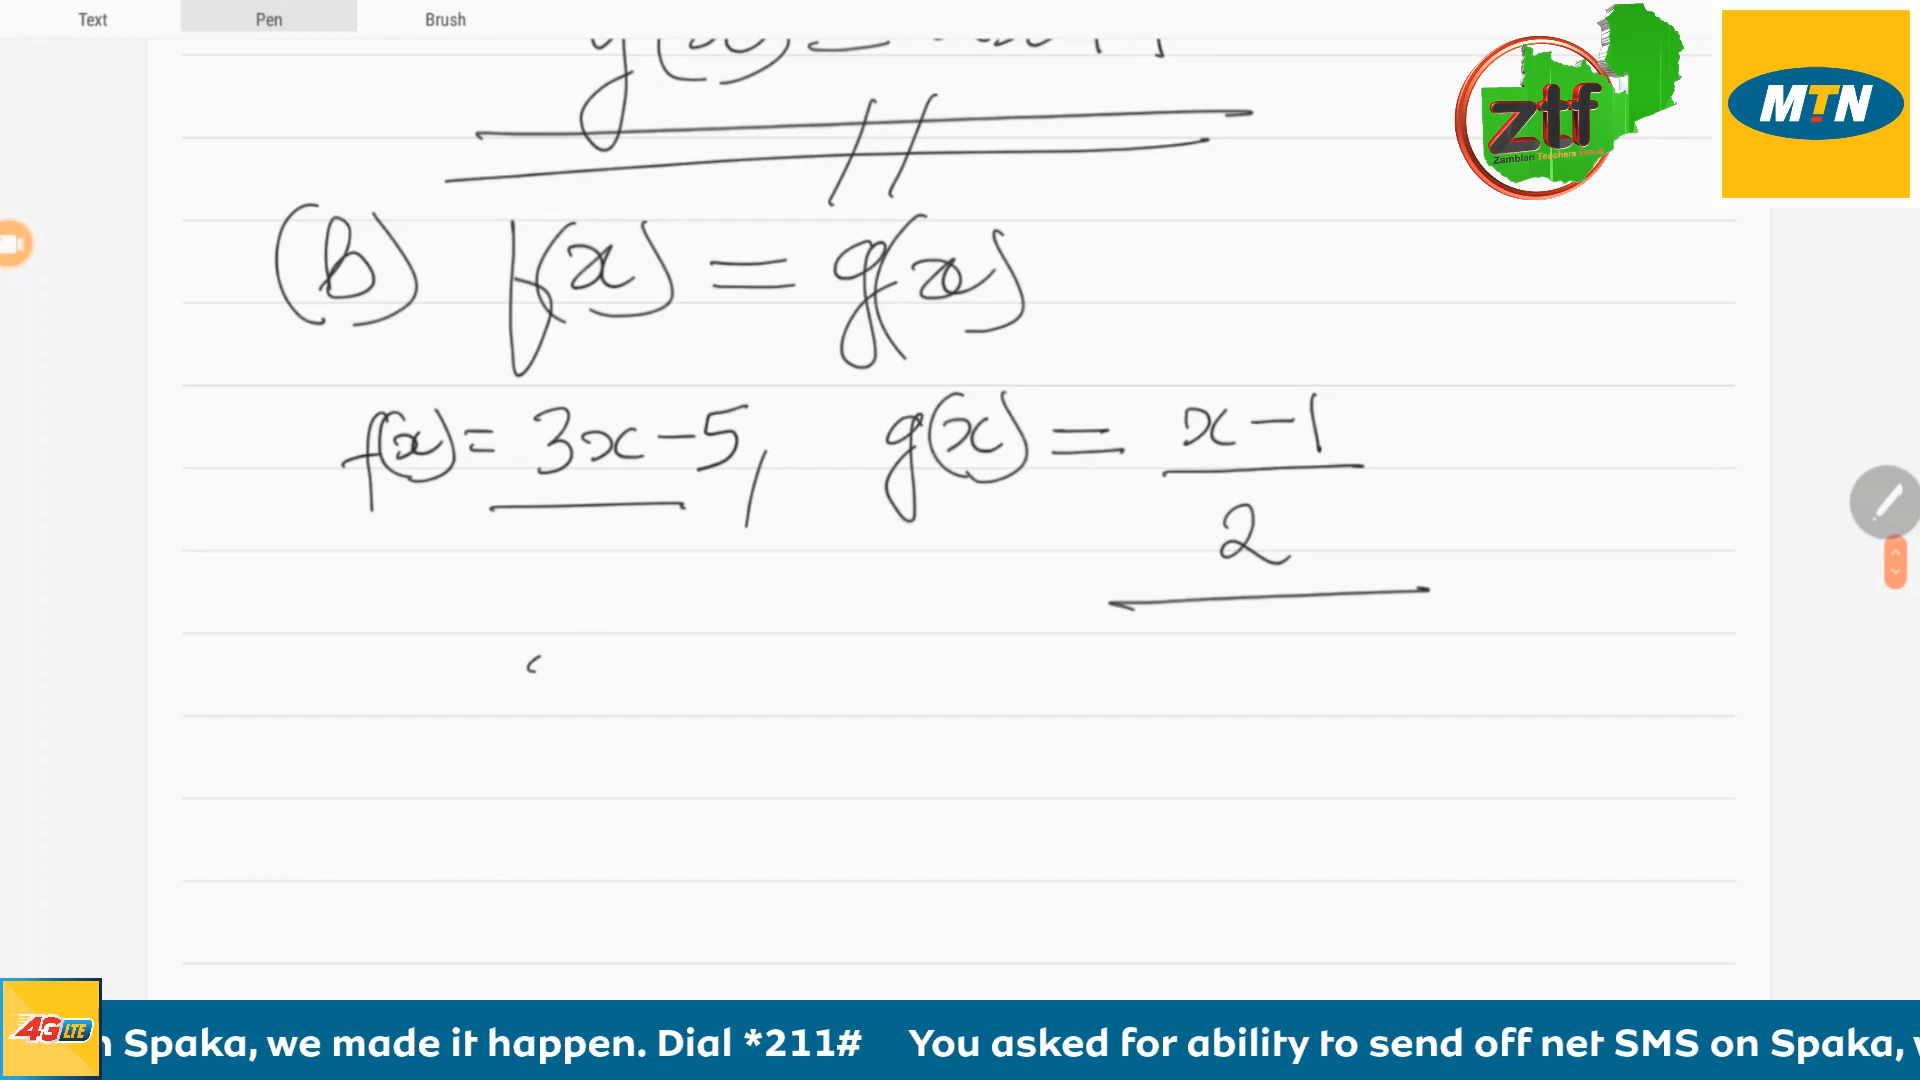 Text Pen Brush
ztf
Zambian Teachers Focus
MTN
(b) f(x) = g(x)
f(x) = 3x - 5, g(x) = x - 1
2
4G LTE
Spaka, we made it happen. Dial *211# You asked for ability to send off net SMS on Spaka,